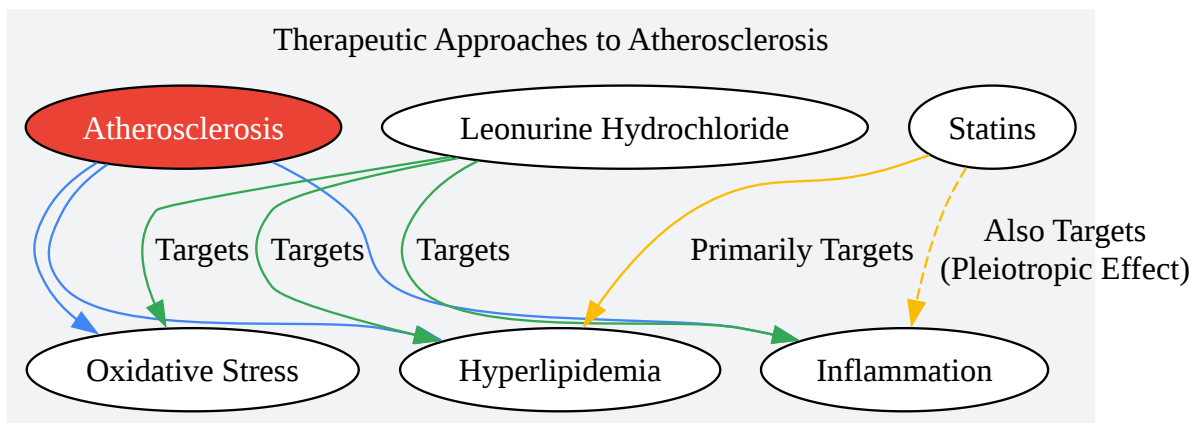 Therapeutic Approaches to Atherosclerosis
Atherosclerosis
Leonurine Hydrochloride
Statins
Targets
Targets
Targets
Primarily Targets
Also Targets
(Pleiotropic Effect)
Oxidative Stress
Hyperlipidemia
Inflammation